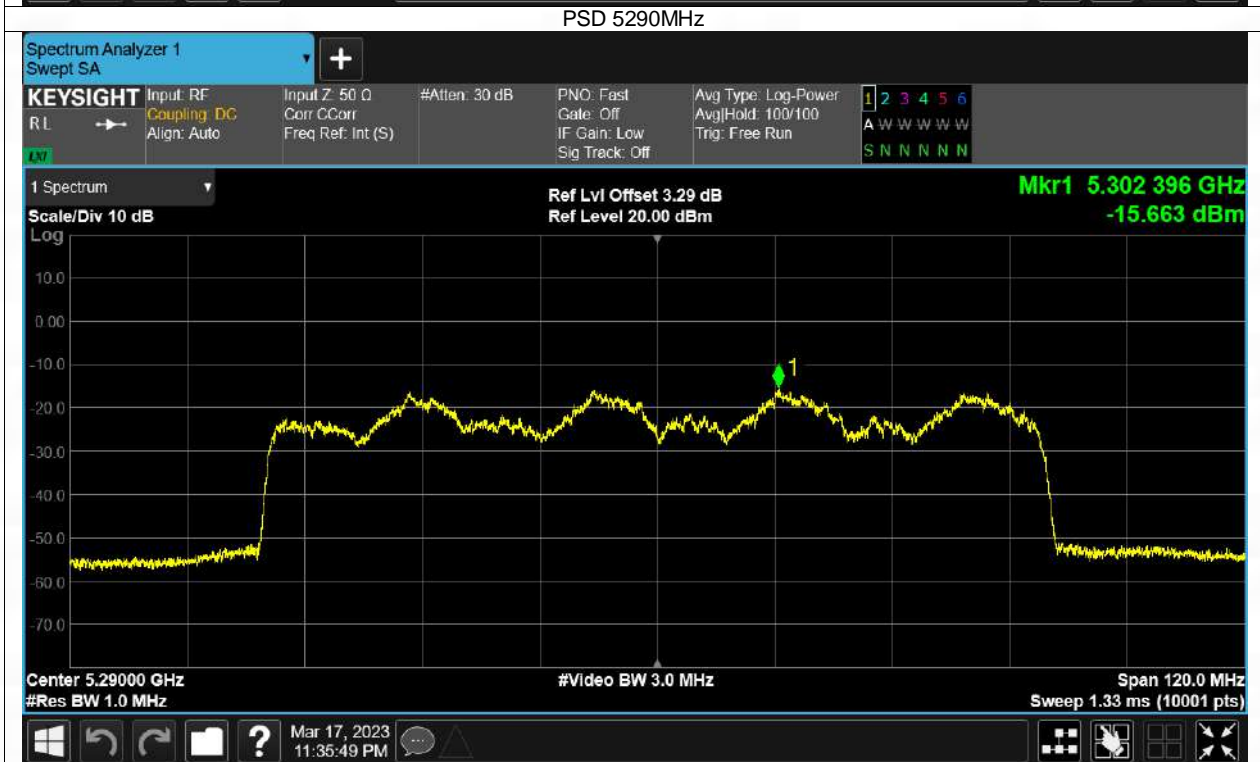 PSD 5290MHz
Spectrum Analyzer 1
Swept SA
KEYSIGHT Input: RF Input Z: 50 Ω #Atten: 30 dB PNO: Fast Avg Type: Log-Power 1 2 3 4 5 6
RL Coupling: DC Corr CCorr Gate: Off Avg|Hold: 100/100 A W W W W W
Align: Auto Freq Ref: Int (S) IF Gain: Low Trig: Free Run
LXI Sig Track: Off S N N N N N
1 Spectrum Ref Lvl Offset 3.29 dB Mkr1 5.302 396 GHz
Scale/Div 10 dB Ref Level 20.00 dBm -15.663 dBm
Log
10.0
0.00
-10.0
1
-20.0
-30.0
-40.0
-50.0
-60.0
-70.0
Center 5.29000 GHz #Video BW 3.0 MHz Span 120.0 MHz
#Res BW 1.0 MHz Sweep 1.33 ms (10001 pts)
? Mar 17, 2023
11:35:49 PM